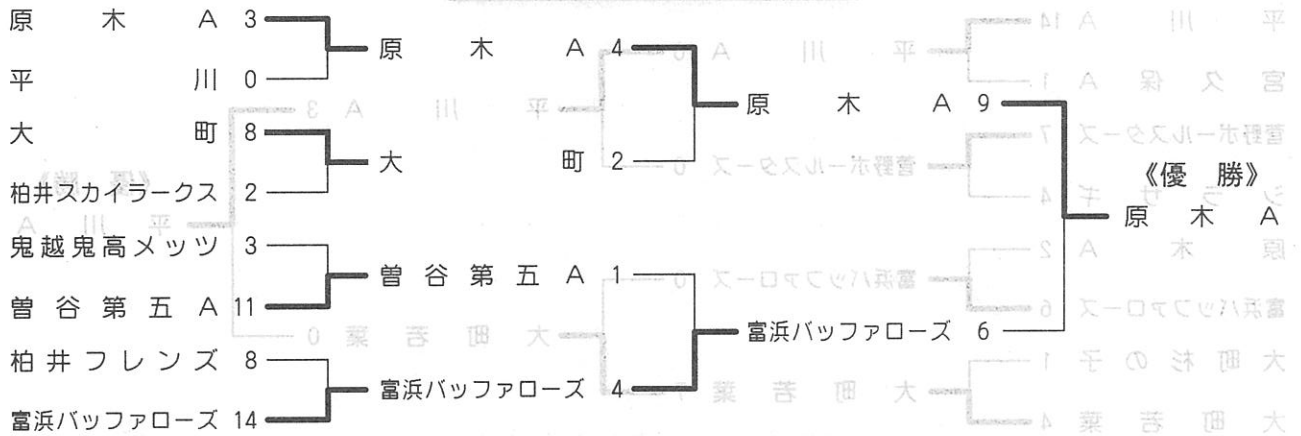 原木A 3
平川 0
大町 8
柏井スカイラークス 2
鬼越鬼高メッツ 3
曽谷第五A 11
柏井フレンズ 8
富浜バッファローズ 14
原木A 4
大町 2
曽谷第五A 1
富浜バッファローズ 4
原木A 9
富浜バッファローズ 6
《優勝》
原木A